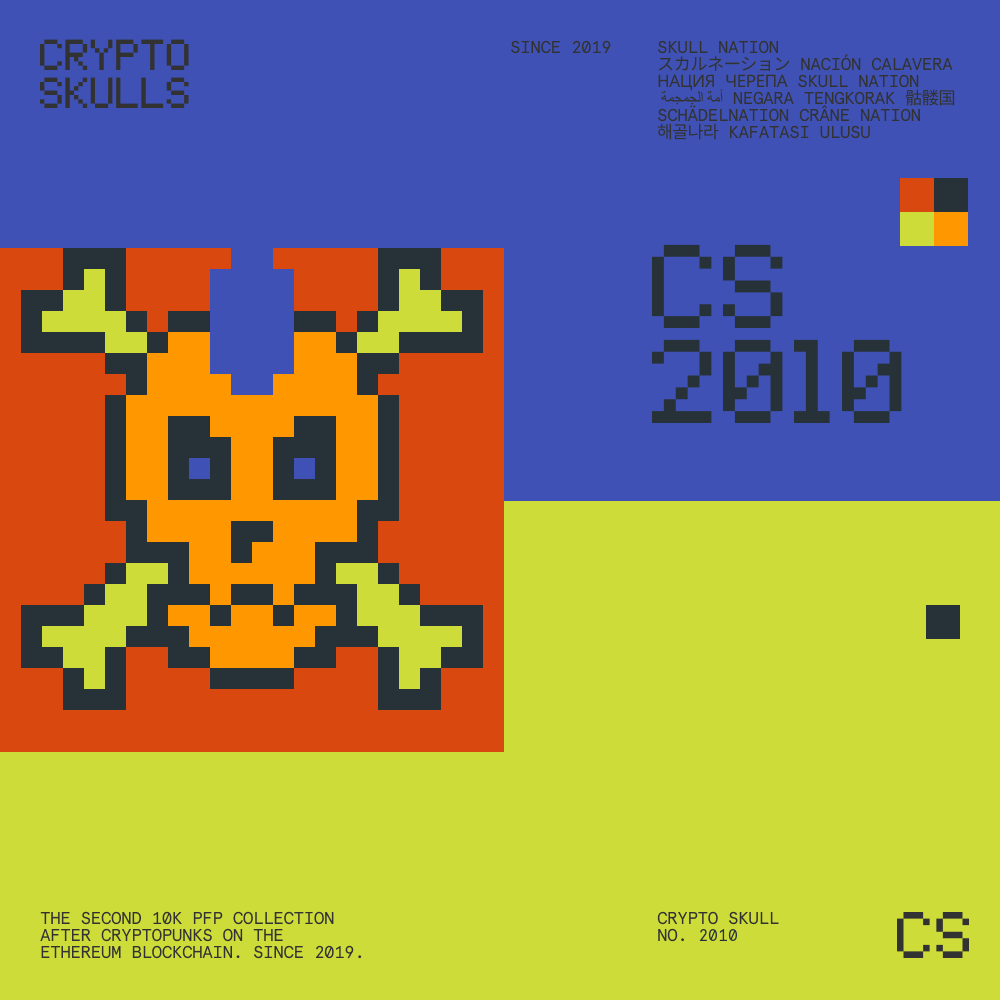 CRYPTO
SKULLS
SINCE 2019
SKULL NATION
スカルネーション NACIÓN CALAVERA
НАЦИЯ ЧЕРЕПА SKULL NATION
أمة الجمجمة NEGARA TENGKORAK 骷髅国
SCHÄDELNATION CRÂNE NATION
해골나라 KAFATASI ULUSU
CS
2010
THE SECOND 10K PFP COLLECTION
AFTER CRYPTOPUNKS ON THE
ETHEREUM BLOCKCHAIN. SINCE 2019.
CRYPTO SKULL
NO. 2010
CS